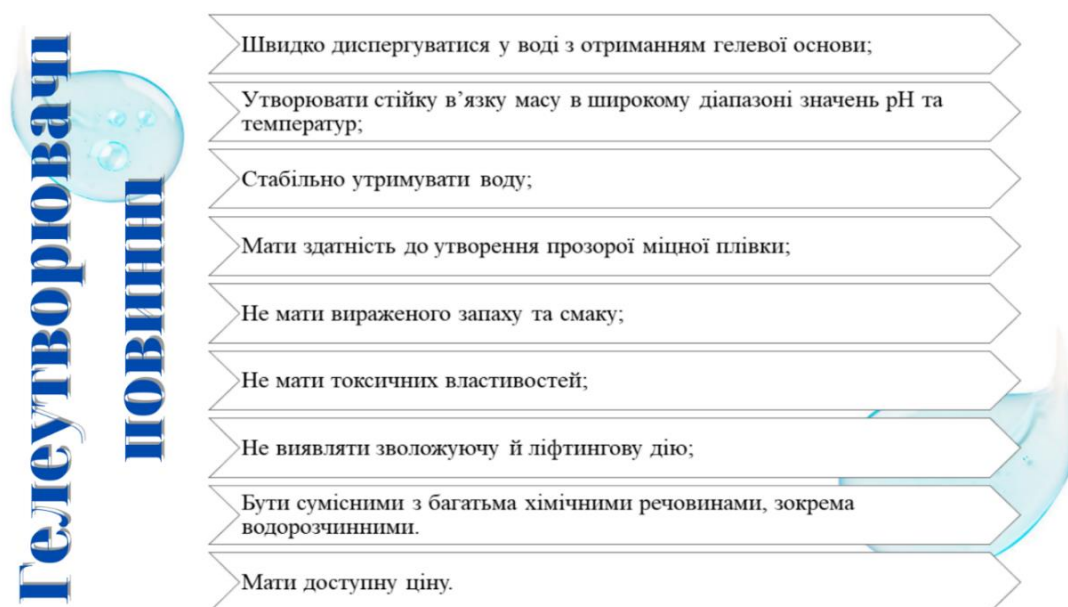 Гелеутворювачі
повинні
Швидко диспергуватися у воді з отриманням гелевої основи;
Утворювати стійку в’язку масу в широкому діапазоні значень рН та
температур;
Стабільно утримувати воду;
Мати здатність до утворення прозорої міцної плівки;
Не мати вираженого запаху та смаку;
Не мати токсичних властивостей;
Не виявляти зволожуючу й ліфтингову дію;
Бути сумісними з багатьма хімічними речовинами, зокрема
водорозчинними.
Мати доступну ціну.